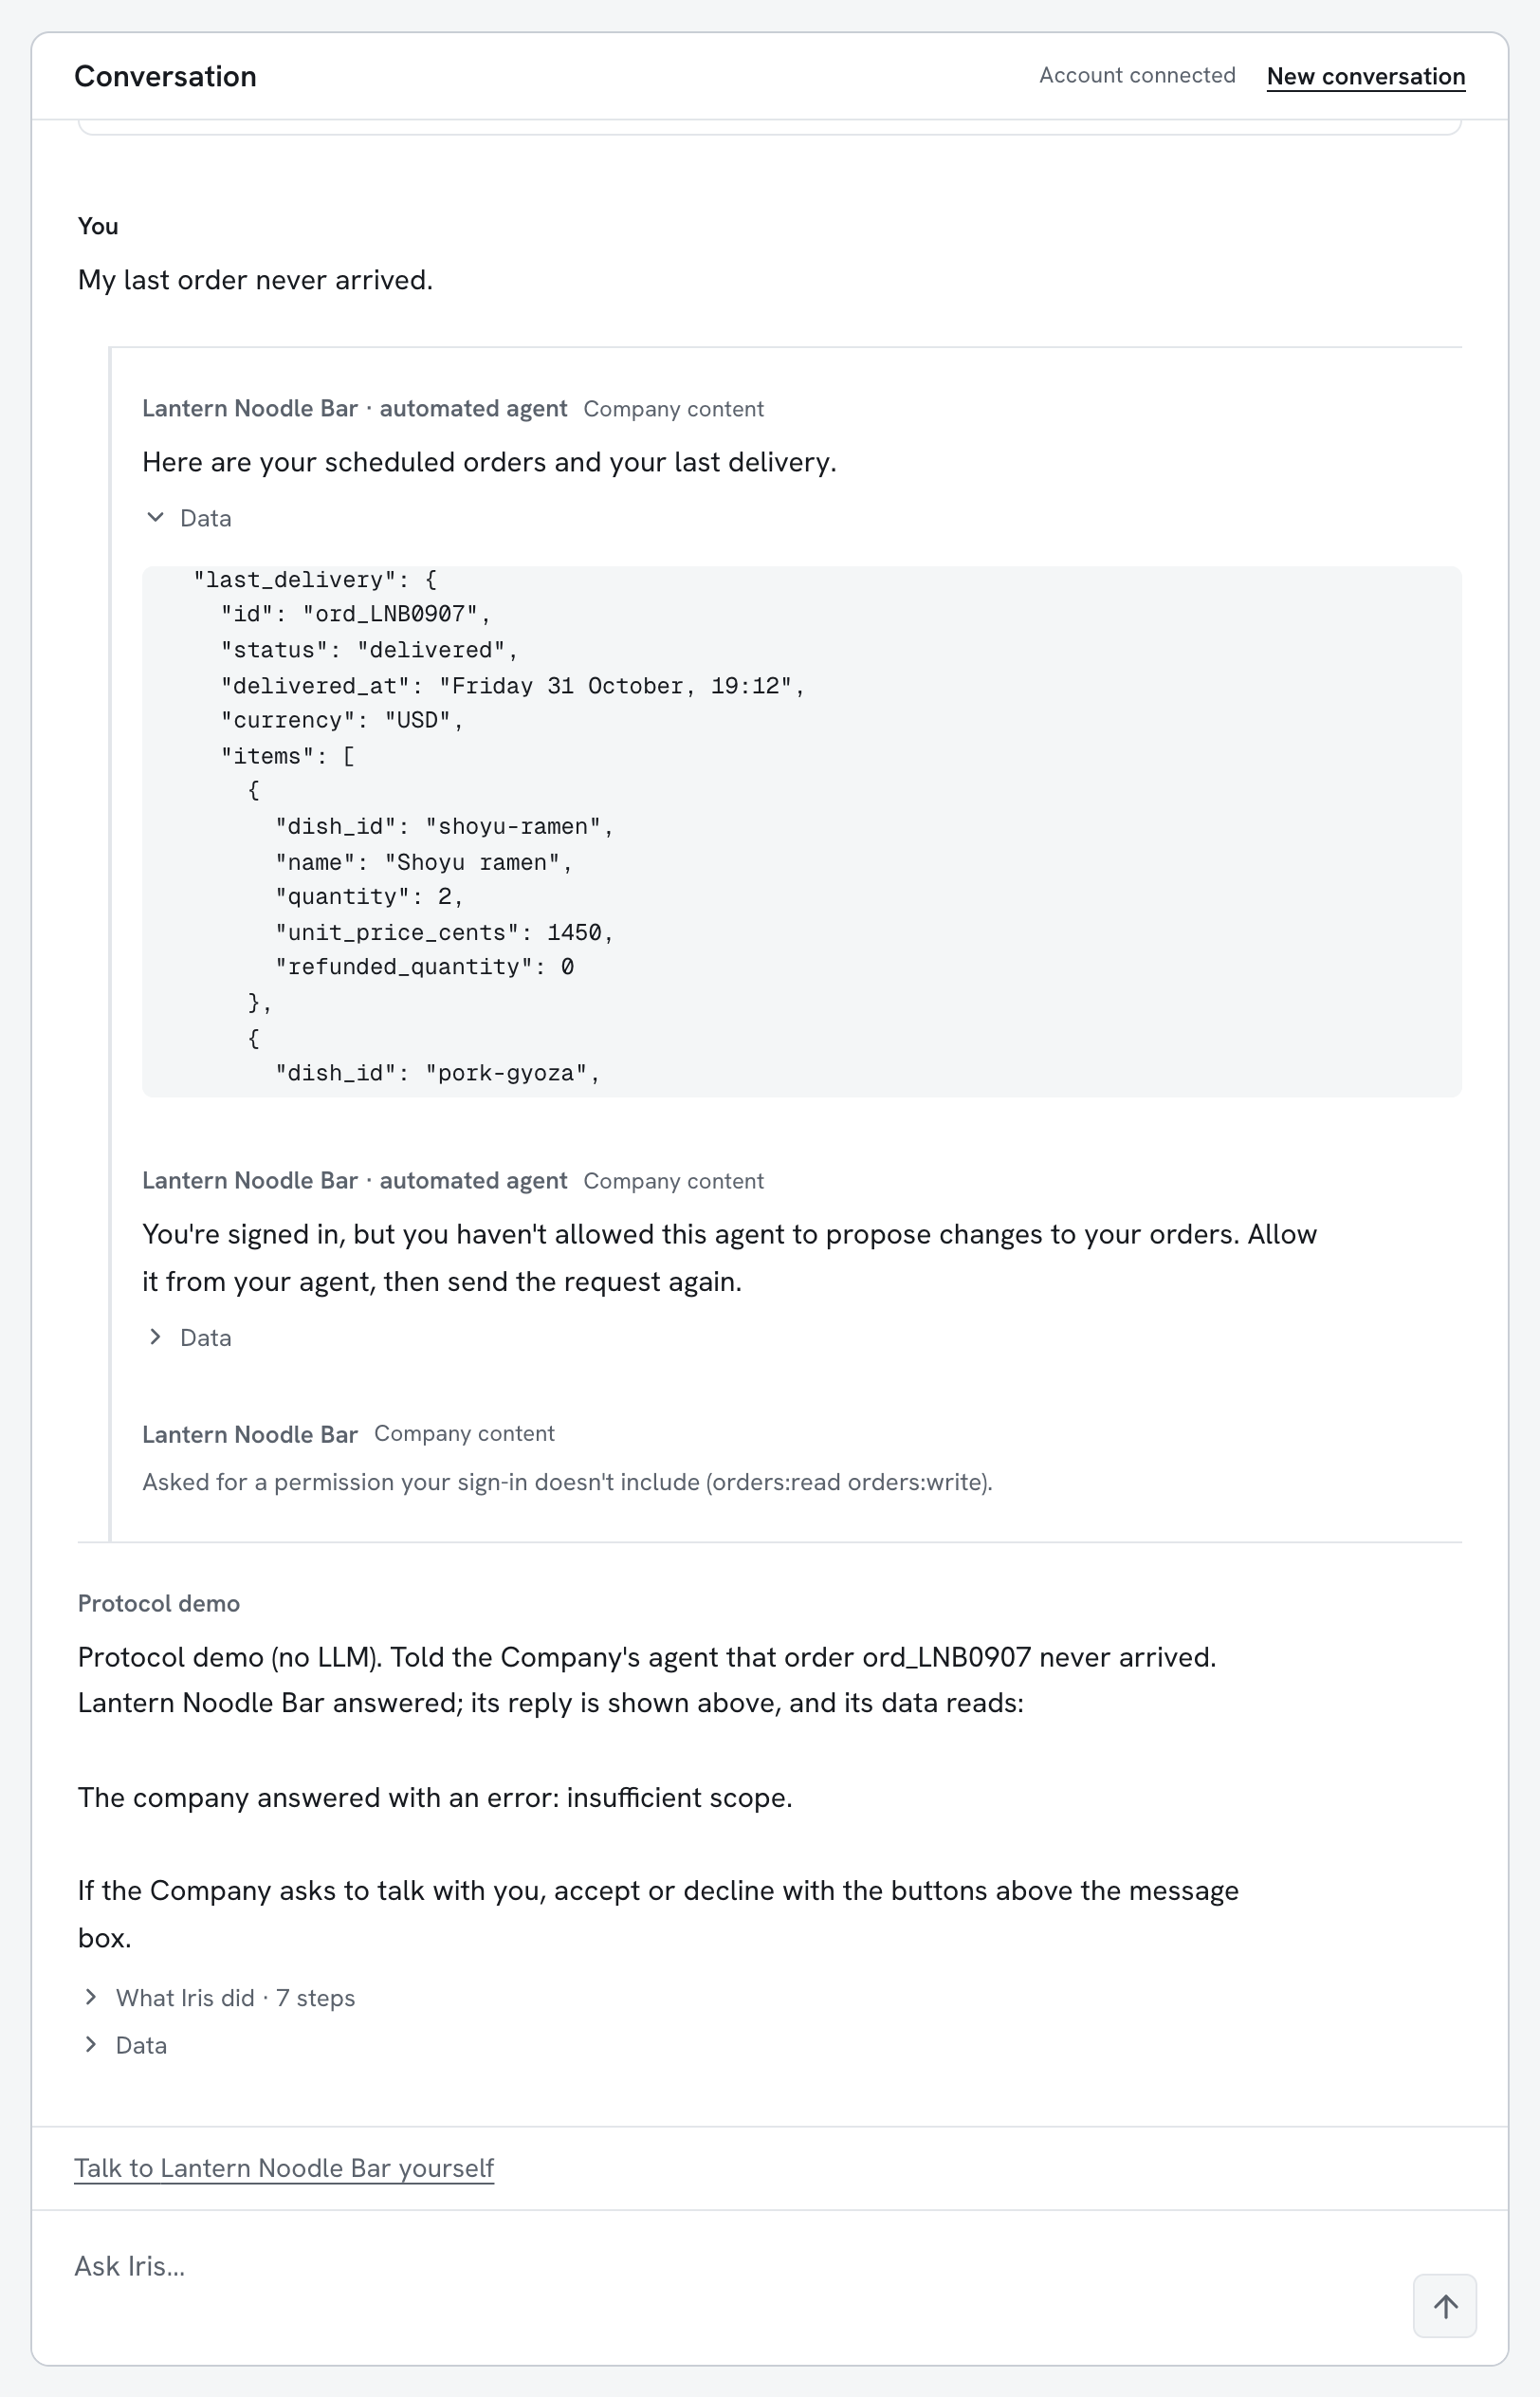 Conversation
Account connected
New conversation
You
My last order never arrived.
Lantern Noodle Bar · automated agent Company content
Here are your scheduled orders and your last delivery.
Data
"last_delivery": {
"id": "ord_LNB0907",
"status": "delivered",
"delivered_at": "Friday 31 October, 19:12",
"currency": "USD",
"items": [
{
"dish_id": "shoyu-ramen",
"name": "Shoyu ramen",
"quantity": 2,
"unit_price_cents": 1450,
"refunded_quantity": 0
},
{
"dish_id": "pork-gyoza",
Lantern Noodle Bar · automated agent Company content
You're signed in, but you haven't allowed this agent to propose changes to your orders. Allow
it from your agent, then send the request again.
Data
Lantern Noodle Bar Company content
Asked for a permission your sign-in doesn't include (orders:read orders:write).
Protocol demo
Protocol demo (no LLM). Told the Company's agent that order ord_LNB0907 never arrived.
Lantern Noodle Bar answered; its reply is shown above, and its data reads:
The company answered with an error: insufficient scope.
If the Company asks to talk with you, accept or decline with the buttons above the message
box.
What Iris did · 7 steps
Data
Talk to Lantern Noodle Bar yourself
Ask Iris...